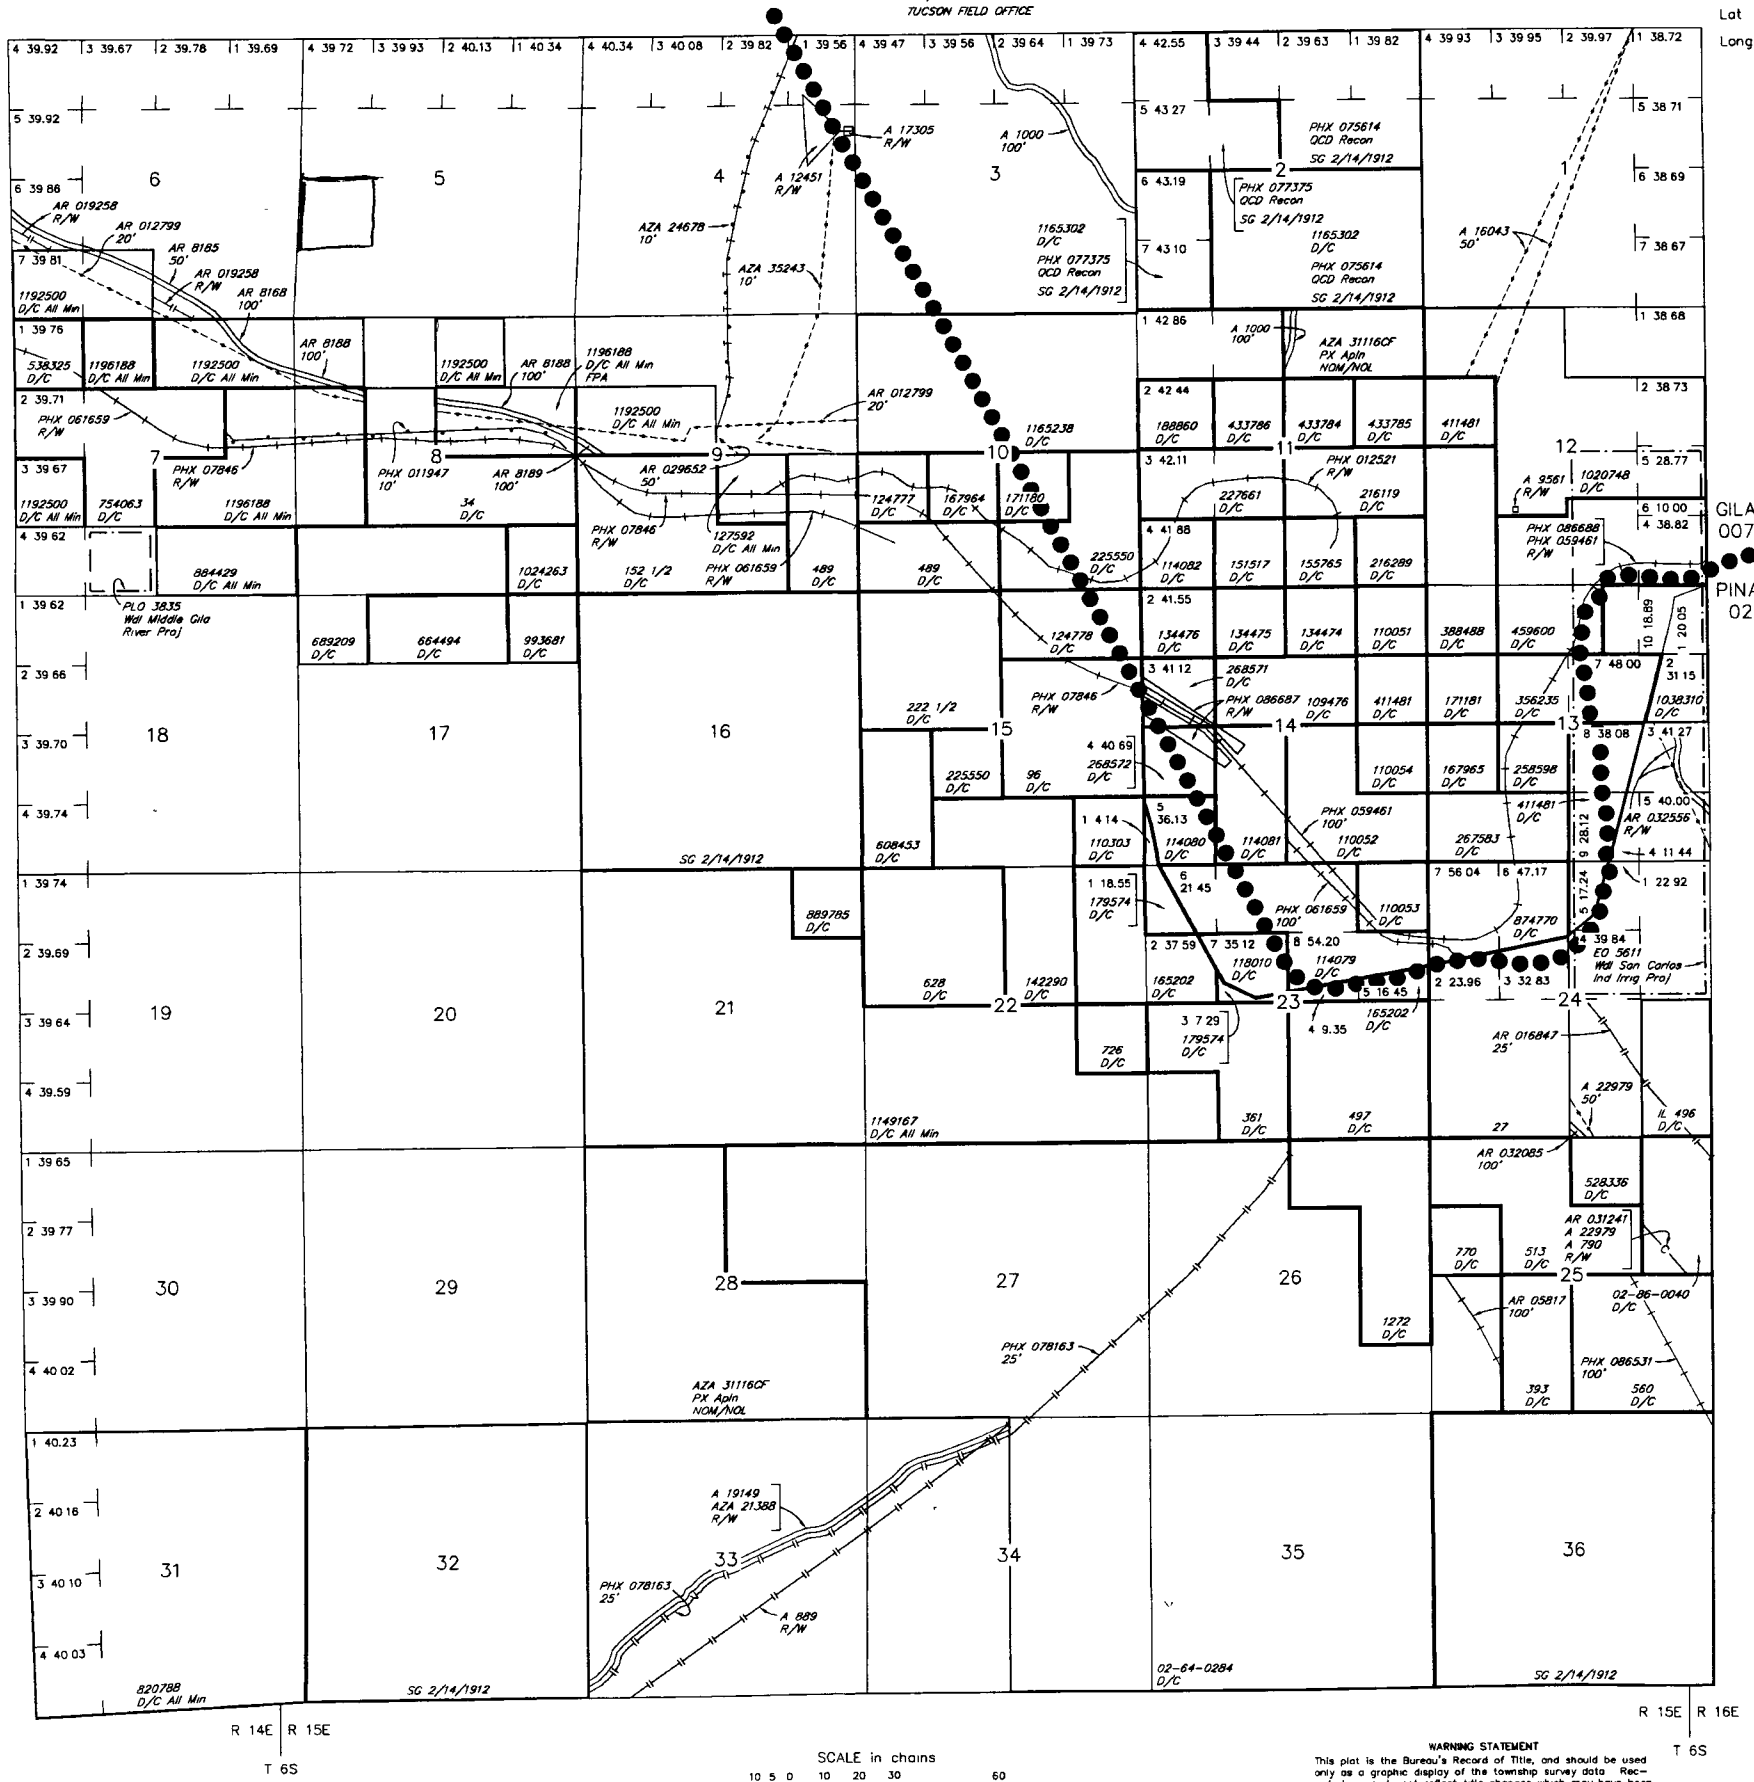 TUCSON FIELD OFFICE
Lat
Long
4 39.92
3 39.67
2 39.78
1 39.69
4 39 72
3 39.93
2 40.13
1 40.34
4 40.34
3 40 08
2 39 82
1 39 56
4 39 47
3 39 56
2 39 64
1 39 73
4 42.55
3 39 44
2 39 63
1 39 82
4 39 93
3 39 95
2 39.97
1 38.72
5 39.92
5 43 27
5 38 71
A 17305
R/W
A 1000
100'
PHX 075614
QCD Recon
SG 2/14/1912
6 39 86
6
5
4
3
2
1
6 43.19
6 38 69
A 12451
R/W
AR 019258
R/W
AR 012799
20'
AZA 24678
10'
PHX 077375
QCD Recon
SG 2/14/1912
7 39 81
AR 8185
50'
AR 019258
R/W
AR 8168
100'
AZA 35243
10'
1165302
D/C
PHX 077375
QCD Recon
SG 2/14/1912
7 43 10
1165302
D/C
PHX 075614
QCD Recon
SG 2/14/1912
A 16043
50'
7 38 67
1192500
D/C All Min
1 39 76
538325
D/C
1196188
D/C All Min
1192500
D/C All Min
AR 8188
100'
1192500
D/C All Min
AR 8188
100'
1196188
D/C All Min
FPA
1 42 86
A 1000
100'
AZA 31116CF
PX Apln
NOM/NOL
1 38 68
2 39.71
PHX 061659
R/W
1192500
D/C All Min
AR 012799
20'
1165238
D/C
2 42 44
188860
D/C
433786
D/C
433784
D/C
433785
D/C
411481
D/C
2 38 73
7
8
9
10
11
12
3 39 67
PHX 07846
R/W
PHX 011947
10'
AR 8189
100'
AR 029652
50'
3 42.11
PHX 012521
R/W
5 28.77
1192500
D/C All Min
754063
D/C
1196188
D/C All Min
34
D/C
124777
D/C
167964
D/C
171180
D/C
227661
D/C
216119
D/C
A 9561
R/W
1020748
D/C
4 39 62
PHX 07846
R/W
127592
D/C All Min
4 41 88
PHX 086688
PHX 059461
R/W
6 10 00
4 38.82
GILA
007
884429
D/C All Min
1024263
D/C
152 1/2
D/C
PHX 061659
R/W
489
D/C
489
D/C
225550
D/C
114082
D/C
151517
D/C
155765
D/C
216289
D/C
PINA
02
1 39 62
PLO 3835
Wdl Middle Gila
River Proj
2 41.55
10 18.89
1 20 05
689209
D/C
664494
D/C
993681
D/C
124778
D/C
134476
D/C
134475
D/C
134474
D/C
110051
D/C
388488
D/C
459600
D/C
2 39 66
3 41 12
268571
D/C
7 48 00
2
31 15
PHX 07846
R/W
PHX 086687
R/W
109476
D/C
411481
D/C
171181
D/C
356235
D/C
1038310
D/C
222 1/2
D/C
3 39.70
18
17
16
15
14
13
8 38 08
3 41 27
4 40 69
268572
D/C
225550
D/C
96
D/C
110054
D/C
167965
D/C
258598
D/C
4 39.74
5
36.13
PHX 059461
100'
411481
D/C
5 40.00
AR 032556
R/W
1 4 14
110303
D/C
114080
D/C
114081
D/C
110052
D/C
267583
D/C
9 28.12
4 11 44
608453
D/C
SG 2/14/1912
1 39 74
6
21 45
7 56 04
6 47.17
5 17.24
1 22 92
889785
D/C
1 18.55
179574
D/C
PHX 061659
100'
110053
D/C
874770
D/C
2 39.69
2 37 59
7 35 12
8 54.20
4
39 84
EO 5611
Wdl San Carlos
Ind Irrig Proj
628
D/C
142290
D/C
165202
D/C
118010
D/C
114079
D/C
5 16 45
2 23.96
3 32 83
3 39 64
19
20
21
22
23
24
3 7 29
179574
D/C
4 9.35
165202
D/C
AR 016847
25'
726
D/C
4 39.59
A 22979
50'
1149167
D/C All Min
361
D/C
497
D/C
27
IL 496
D/C
1 39 65
AR 032085
100'
528336
D/C
2 39 77
AR 031241
A 22979
A 790
R/W
770
D/C
513
D/C
30
29
28
27
26
25
3 39 90
AR 05817
100'
02-86-0040
D/C
1272
D/C
PHX 078163
25'
4 40 02
PHX 086531
100'
AZA 31116CF
PX Apln
NOM/NOL
393
D/C
560
D/C
1 40.23
A 19149
AZA 21388
R/W
2 40 16
31
32
33
34
35
36
3 40 10
PHX 078163
25'
A 889
R/W
4 40 03
820788
D/C All Min
SG 2/14/1912
02-64-0284
D/C
SG 2/14/1912
R 14E R 15E
R 15E R 16E
T 6S
T 6S
SCALE in chains
10 5 0 10 20 30 60
WARNING STATEMENT
This plat is the Bureau's Record of Title, and should be used
only as a graphic display of the township survey data Rec-